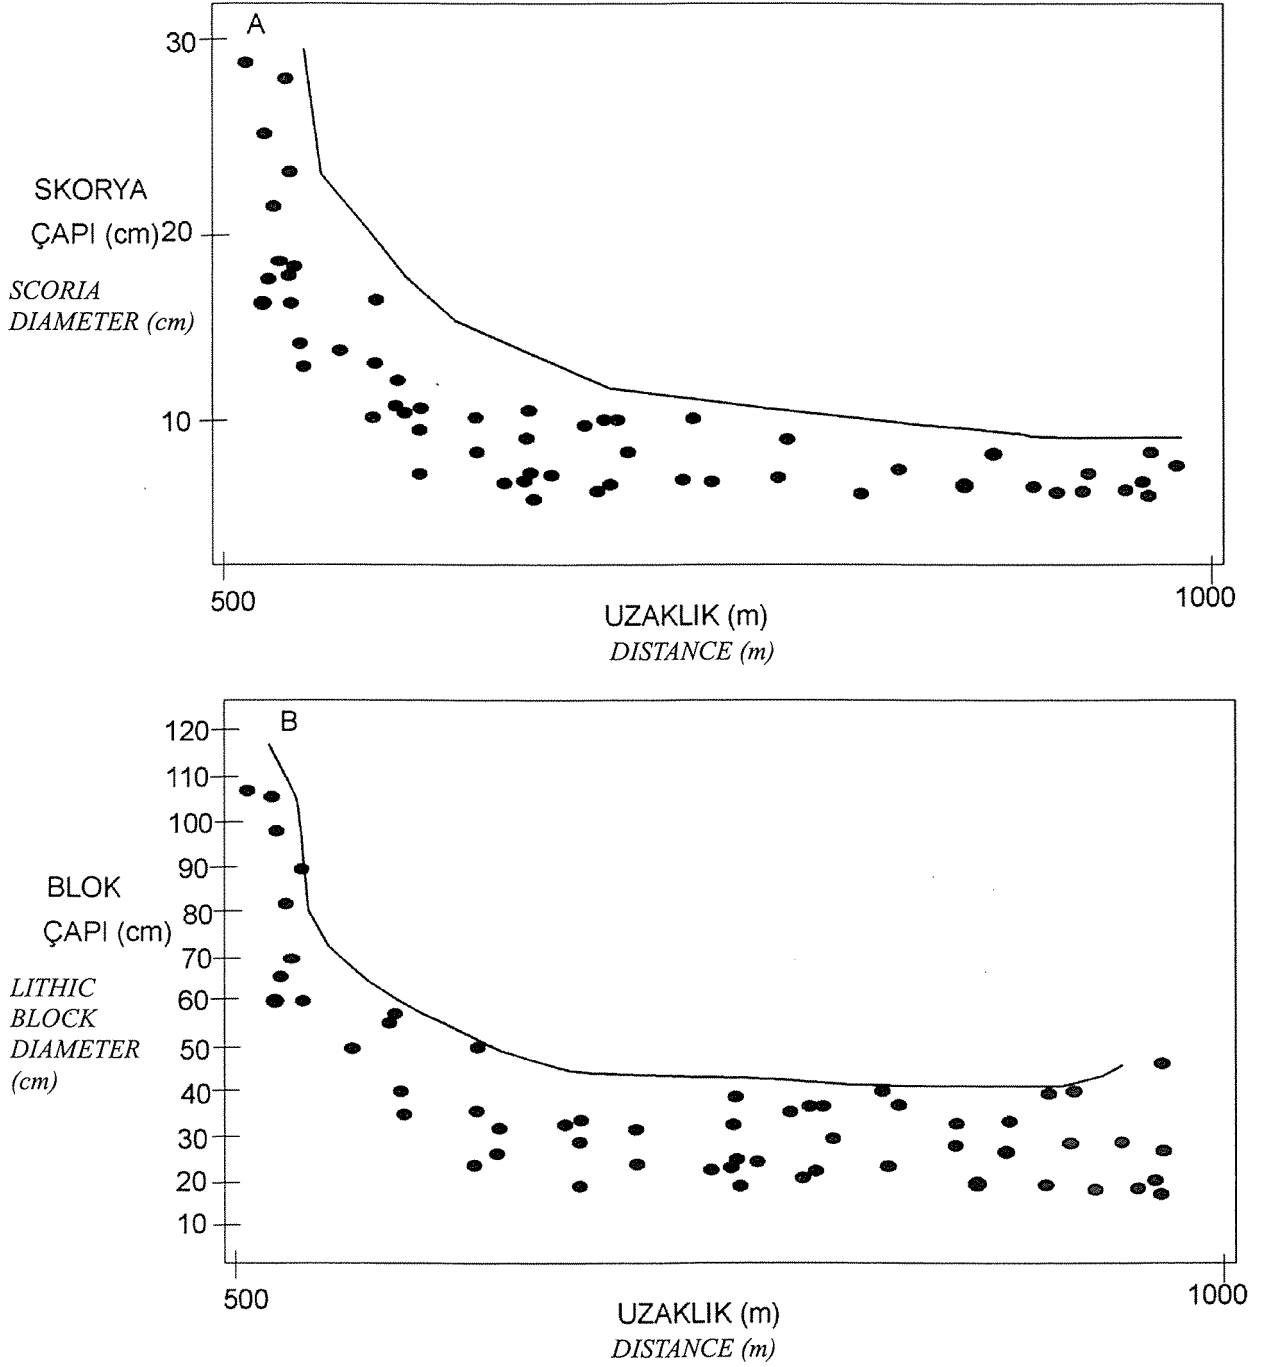 A
30
SKORYA
ÇAPI (cm)
20
SCORIA
DIAMETER (cm)
10
500
1000
UZAKLIK (m)
DISTANCE (m)
B
120
110
100
90
BLOK
80
ÇAPI (cm)
70
LITHIC
60
BLOCK
50
DIAMETER
(cm)
40
30
20
10
500
1000
UZAKLIK (m)
DISTANCE (m)